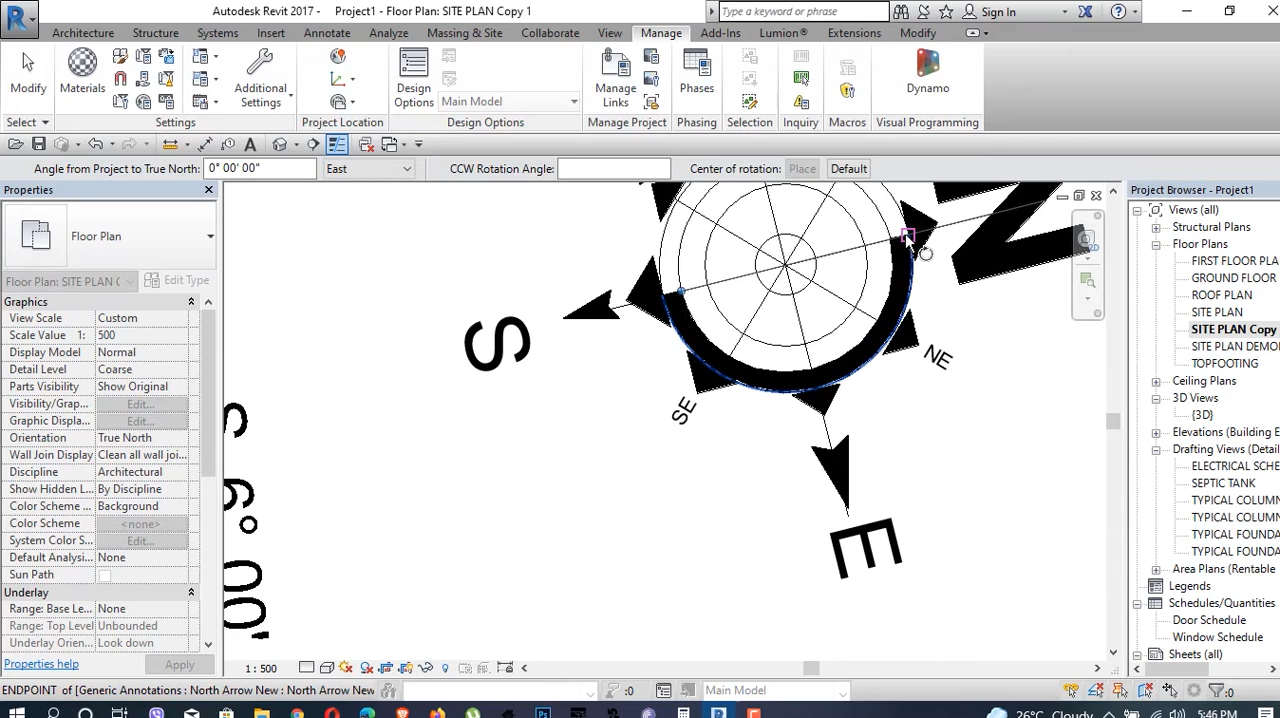 Autodesk Revit 2017 - Project1 - Floor Plan: SITE PLAN Copy 1
Type a keyword or phrase
Sign In
Architecture Structure Systems Insert Annotate Analyze Massing & Site Collaborate View Manage Add-Ins Lumion® Extensions Modify
Modify
Materials
Additional
Settings
Design
Options
Main Model
Manage
Links
Phases
Dynamo
Select
Settings
Project Location
Design Options
Manage Project
Phasing
Selection
Inquiry
Macros
Visual Programming
Angle from Project to True North: 0° 00' 00" East CCW Rotation Angle: Center of rotation: Place Default
Properties
Floor Plan
Floor Plan: SITE PLAN (
Edit Type
Graphics
View Scale Custom
Scale Value 1: 500
Display Model Normal
Detail Level Coarse
Parts Visibility Show Original
Visibility/Grap... Edit...
Graphic Displa... Edit...
Orientation True North
Wall Join Display Clean all wall joi...
Discipline Architectural
Show Hidden L... By Discipline
Color Scheme ... Background
Color Scheme <none>
System Color S... Edit...
Default Analysi... None
Sun Path
Underlay
Range: Base Le... None
Range: Top Level Unbounded
Underlay Orien... Look down
Properties help
Apply
S
SE
E
NE
N
S 6° 00'
Project Browser - Project1
Views (all)
Structural Plans
Floor Plans
FIRST FLOOR PLA
GROUND FLOOR
ROOF PLAN
SITE PLAN
SITE PLAN Copy
SITE PLAN DEMO
TOPFOOTING
Ceiling Plans
3D Views
{3D}
Elevations (Building E
Drafting Views (Detai
ELECTRICAL SCHE
SEPTIC TANK
TYPICAL COLUMN
TYPICAL COLUMN
TYPICAL FOUNDA
TYPICAL FOUNDA
Area Plans (Rentable
Legends
Schedules/Quantities
Door Schedule
Window Schedule
Sheets (all)
1 : 500
ENDPOINT of [Generic Annotations : North Arrow New : North Arrow New
:0
Main Model
:0
26°C Cloudy
5:46 PM